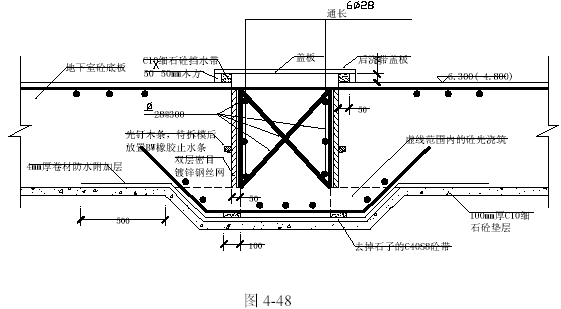 6Ø28
通长
C10细石砼挡水带
盖板
后浇带盖板
地下室砼底板
50*50mm木方
6.300(-4.800)
Ø
28@300
50
先钉木条，待拆模后
放置BW橡胶止水条
虚线范围内的砼先浇筑
双层密目
镀锌钢丝网
4mm厚卷材防水附加层
50
500
100
100mm厚C10细
石砼垫层
去掉石子的C40S8砼带
图 4-48